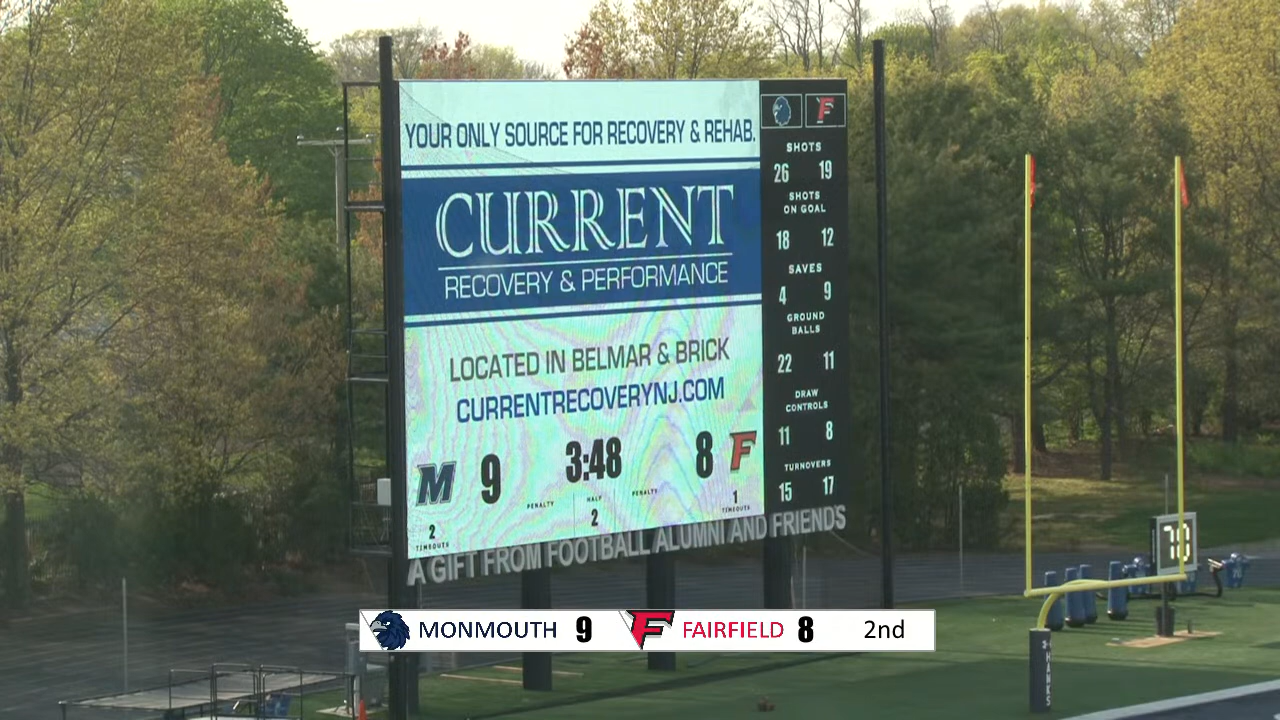 YOUR ONLY SOURCE FOR RECOVERY & REHAB.
CURRENT
RECOVERY & PERFORMANCE
LOCATED IN BELMAR & BRICK
CURRENTRECOVERYNJ.COM
M 9 3:48 8 F
PENALTY HALF PENALTY
2 2 1
TIMEOUTS TIMEOUTS
F
SHOTS
26 19
SHOTS
ON GOAL
18 12
SAVES
4 9
GROUND
BALLS
22 11
DRAW
CONTROLS
11 8
TURNOVERS
15 17
A GIFT FROM FOOTBALL ALUMNI AND FRIENDS
70
MONMOUTH 9 F FAIRFIELD 8 2nd